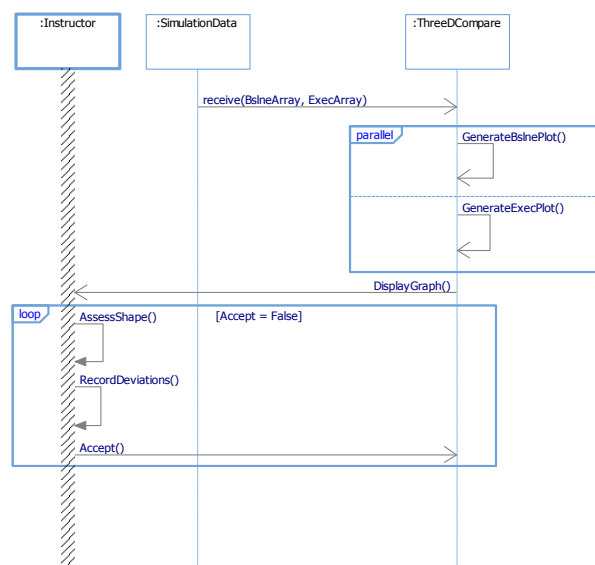 :Instructor
:SimulationData
:ThreeDCompare
receive(BslneArray, ExecArray)
parallel
GenerateBslnePlot()
GenerateExecPlot()
DisplayGraph()
loop
AssessShape()
[Accept = False]
RecordDeviations()
Accept()